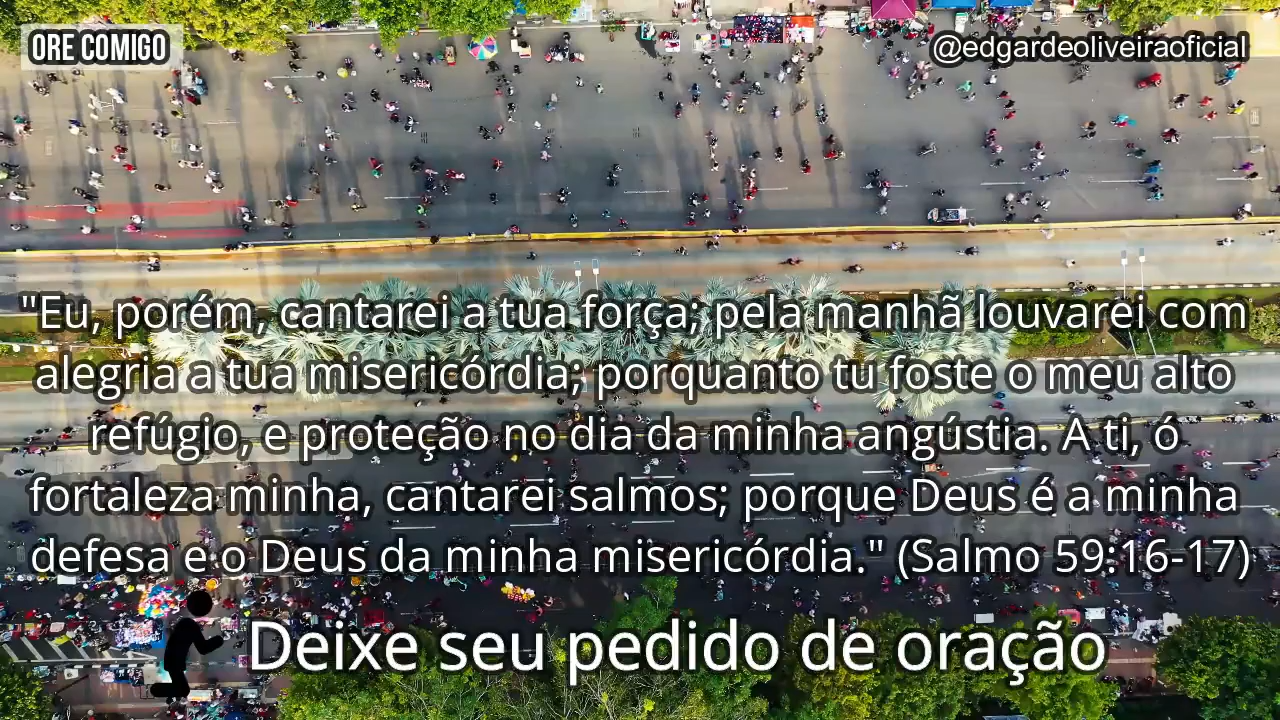 ORE COMIGO
@edgardeoliveiraoficial
"Eu, porém, cantarei a tua força; pela manhã louvarei com
alegria a tua misericórdia; porquanto tu foste o meu alto
refúgio, e proteção no dia da minha angústia. A ti, ó
fortaleza minha, cantarei salmos; porque Deus é a minha
defesa e o Deus da minha misericórdia." (Salmo 59:16-17)
Deixe seu pedido de oração